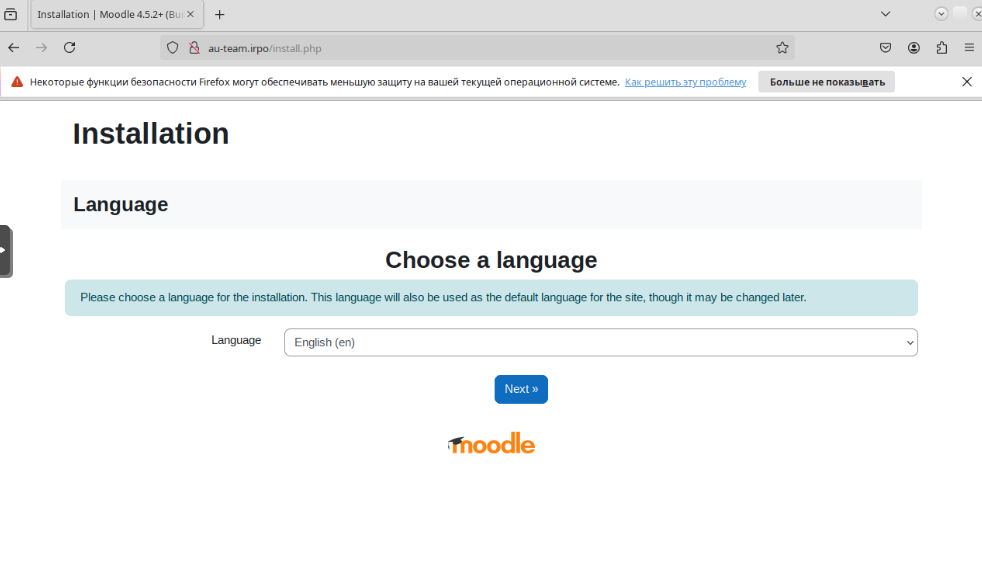 Installation | Moodle 4.5.2+ (Bui
au-team.irpo/install.php
Некоторые функции безопасности Firefox могут обеспечивать меньшую защиту на вашей текущей операционной системе. Как решить эту проблему Больше не показывать
Installation
Language
Choose a language
Please choose a language for the installation. This language will also be used as the default language for the site, though it may be changed later.
Language English (en)
Next »
moodle